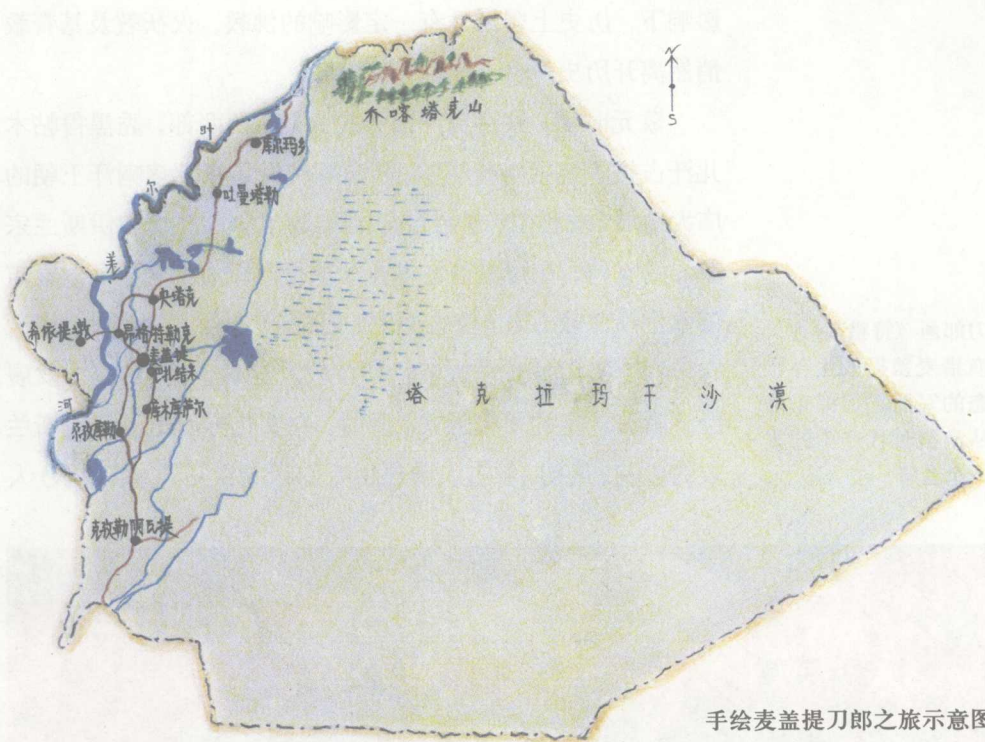 乔喀塔克山
N
S
叶
尔
羌
河
库尔玛乡
吐曼塔勒
央塔克
希依提墩
昂格特勒克
麦盖提
巴扎结米
库木库萨尔
尕孜库勒
克孜勒阿瓦提
塔克拉玛干沙漠
手绘麦盖提刀郎之旅示意图